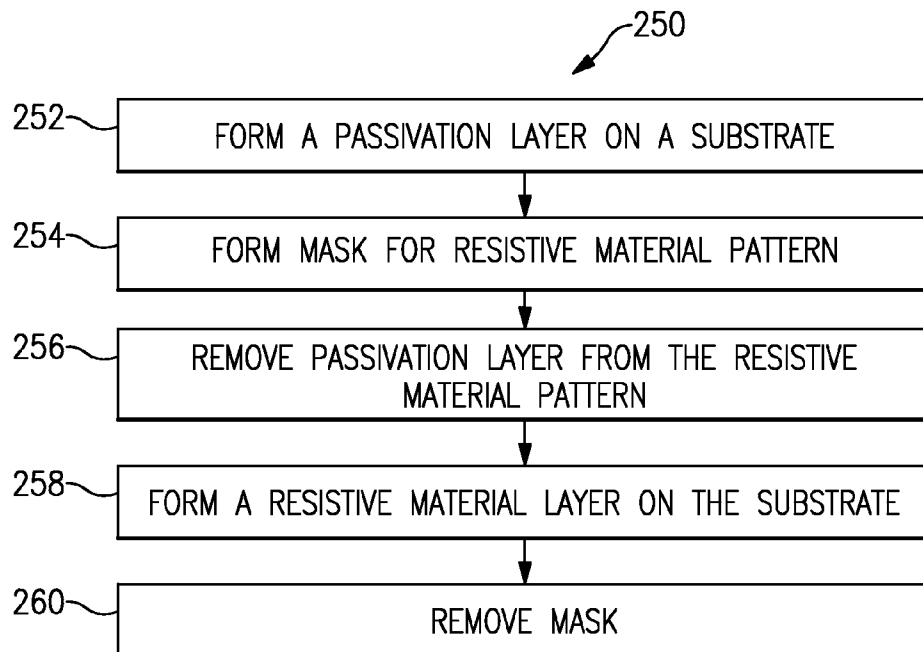 250
252
FORM A PASSIVATION LAYER ON A SUBSTRATE
254
FORM MASK FOR RESISTIVE MATERIAL PATTERN
256
REMOVE PASSIVATION LAYER FROM THE RESISTIVE
MATERIAL PATTERN
258
FORM A RESISTIVE MATERIAL LAYER ON THE SUBSTRATE
260
REMOVE MASK